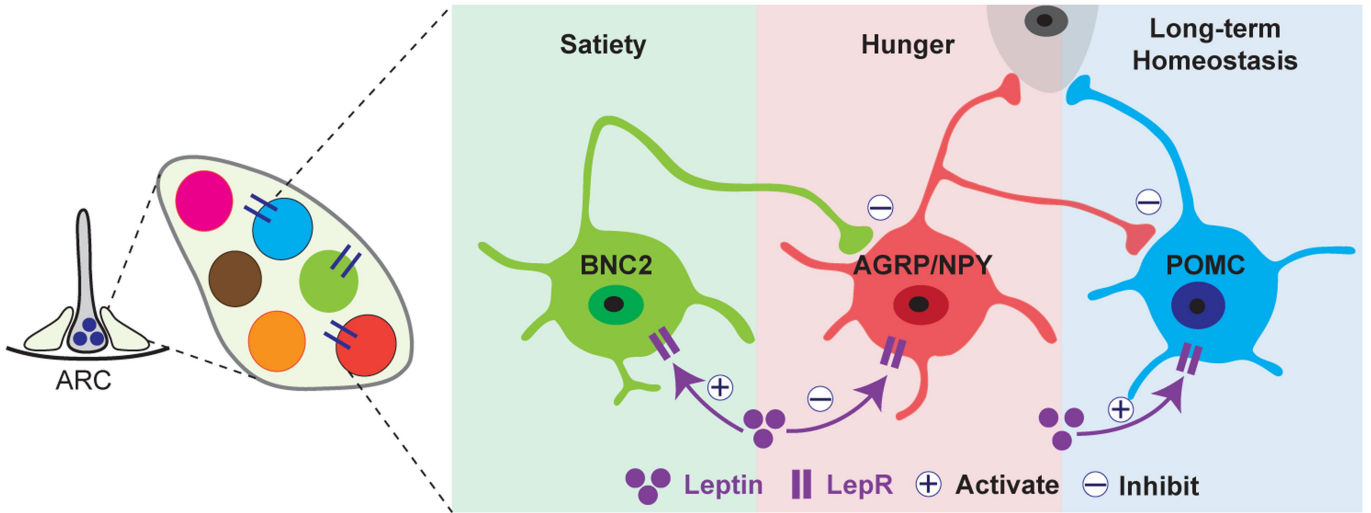 Satiety
Hunger
Long-term
Homeostasis
BNC2
AGRP/NPY
POMC
ARC
Leptin
LepR
Activate
Inhibit